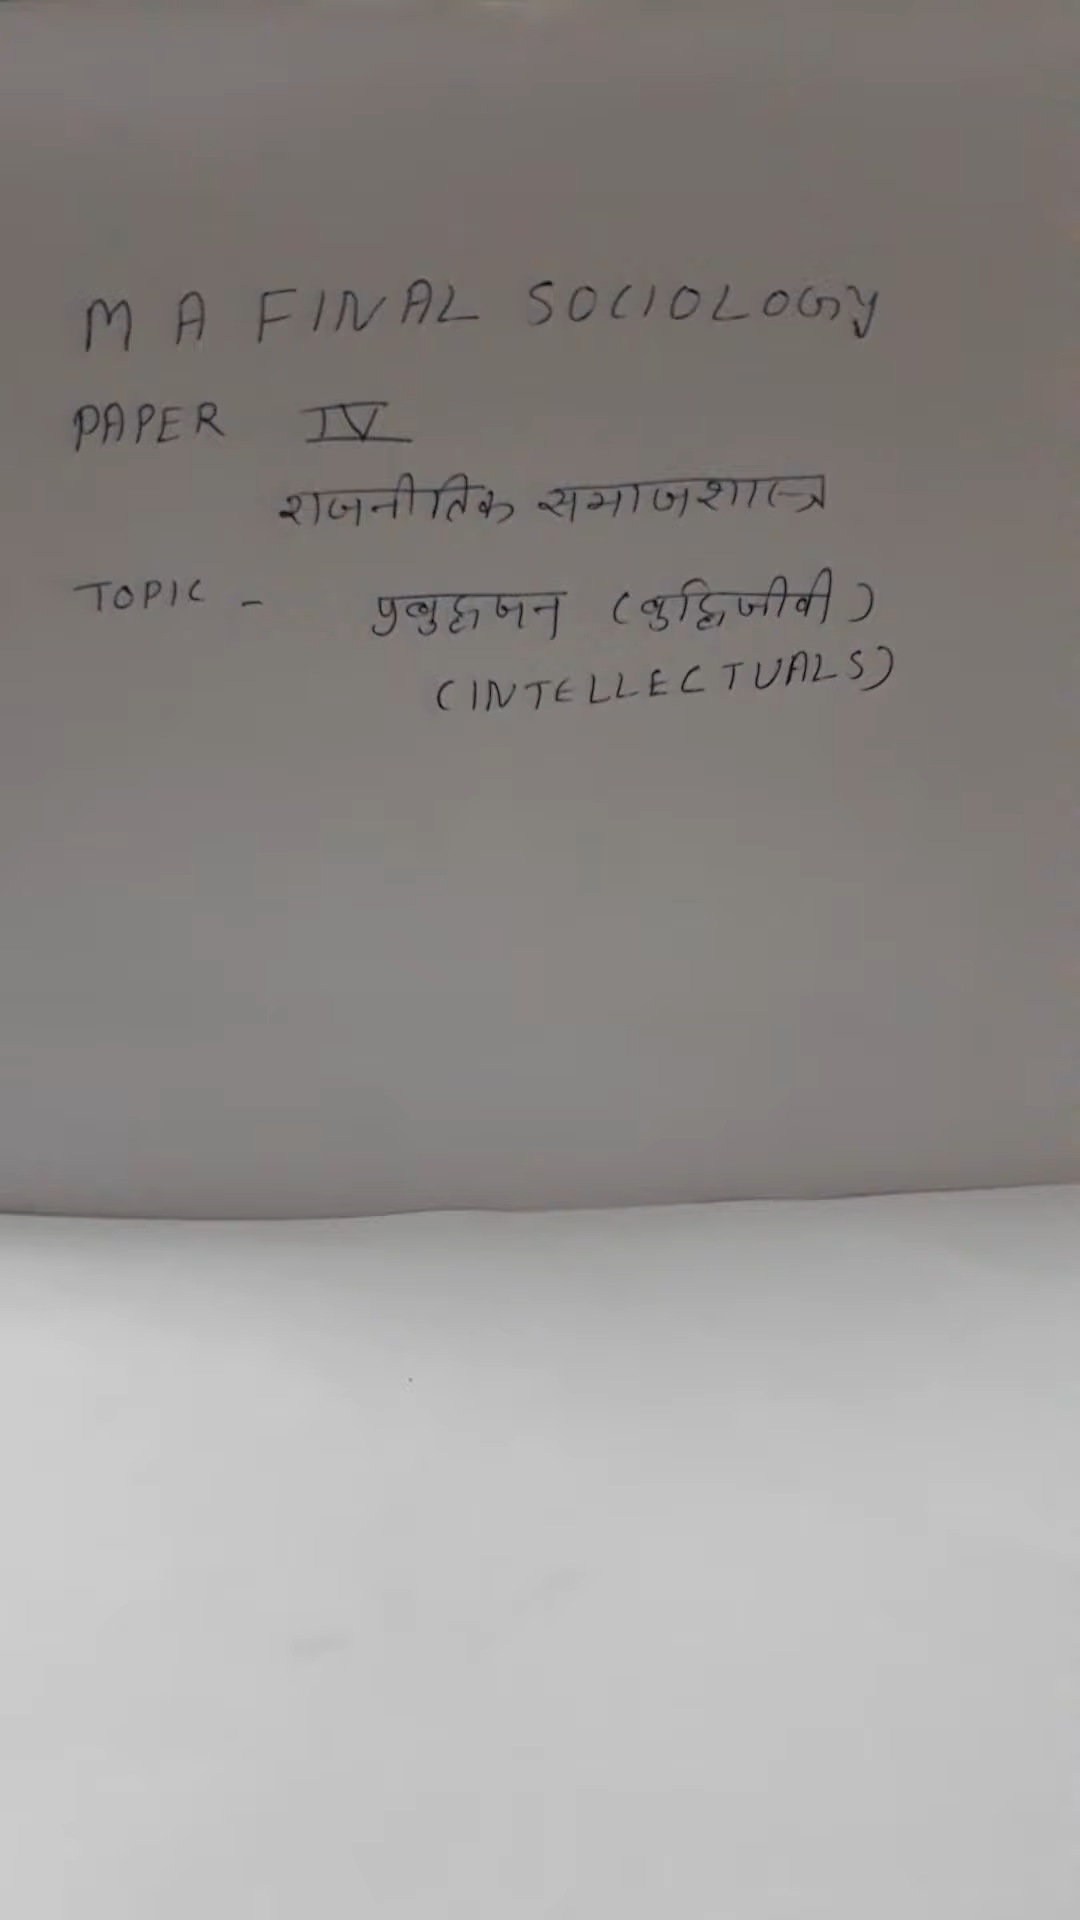 M A FINAL SOCIOLOGY
PAPER IV
राजनीतिक समाजशास्त्र
TOPIC - प्रबुद्धजन (बुद्धिजीवी)
(INTELLECTUALS)